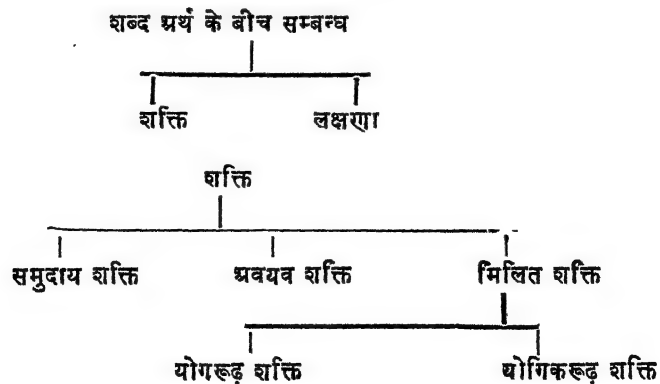 शब्द अर्थ के बीच सम्बन्ध
शक्ति लक्षणा
शक्ति
समुदाय शक्ति अवयव शक्ति मिलित शक्ति
योगरूढ़ शक्ति यौगिकरूढ़ शक्ति